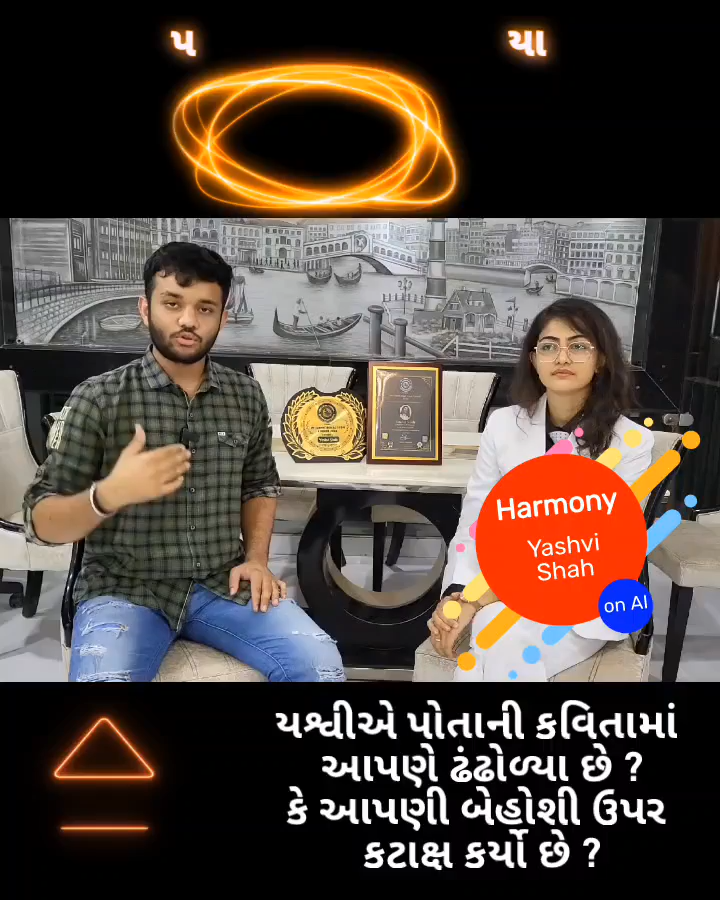 પ યા
Harmony
Yashvi
Shah
on AI
યશ્વીએ પોતાની કવિતામાં
આપણે ઢંઢોળ્યા છે ?
કે આપણી બેહોશી ઉપર
કટાક્ષ કર્યો છે ?